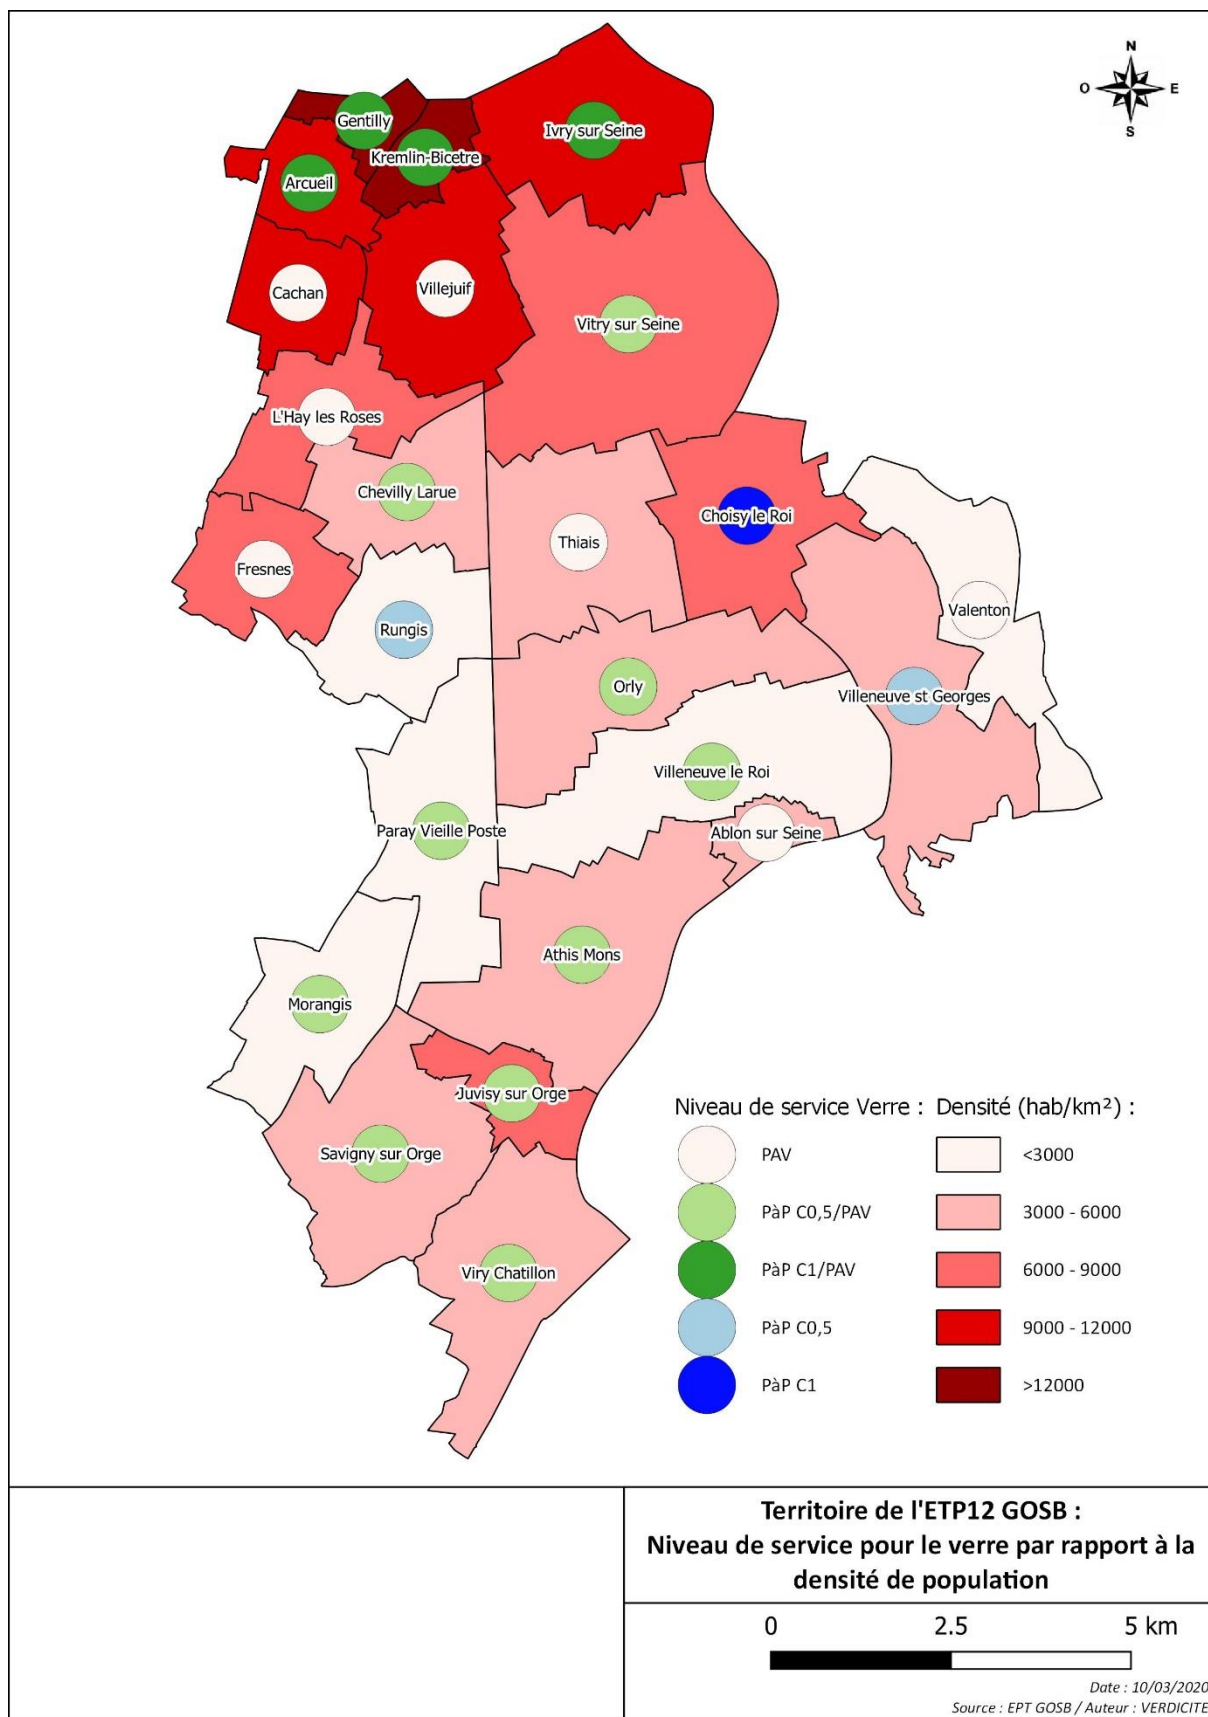 N
O
E
S
Gentilly
Ivry sur Seine
Kremlin-Bicetre
Arcueil
Cachan
Villejuif
Vitry sur Seine
L'Hay les Roses
Chevilly Larue
Choisy le Roi
Thiais
Fresnes
Valenton
Rungis
Orly
Villeneuve st Georges
Villeneuve le Roi
Paray Vieille Poste
Ablon sur Seine
Athis Mons
Morangis
Juvisy sur Orge
Savigny sur Orge
Viry Chatillon
Niveau de service Verre :
PAV
PàP C0,5/PAV
PàP C1/PAV
PàP C0,5
PàP C1
Densité (hab/km²) :
<3000
3000 - 6000
6000 - 9000
9000 - 12000
>12000
Territoire de l'ETP12 GOSB :
Niveau de service pour le verre par rapport à la
densité de population
0 2.5 5 km
Date : 10/03/2020
Source : EPT GOSB / Auteur : VERDICITE